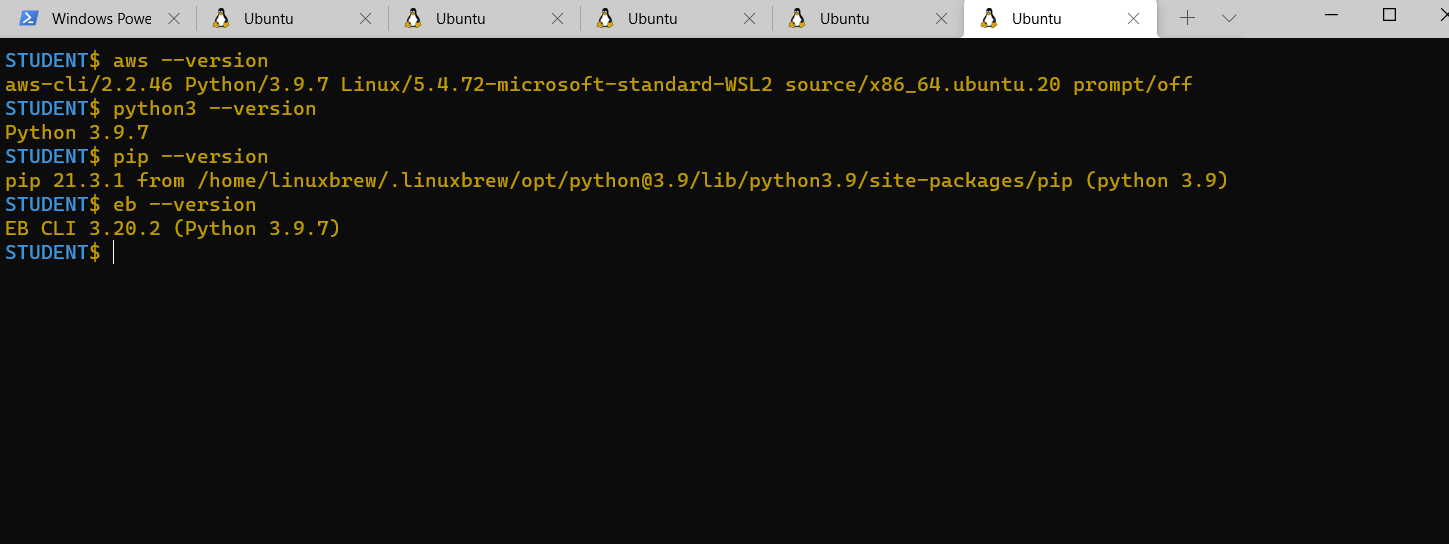 Windows Powe
Ubuntu
Ubuntu
Ubuntu
Ubuntu
Ubuntu
STUDENT$ aws --version
aws-cli/2.2.46 Python/3.9.7 Linux/5.4.72-microsoft-standard-WSL2 source/x86_64.ubuntu.20 prompt/off
STUDENT$ python3 --version
Python 3.9.7
STUDENT$ pip --version
pip 21.3.1 from /home/linuxbrew/.linuxbrew/opt/python@3.9/lib/python3.9/site-packages/pip (python 3.9)
STUDENT$ eb --version
EB CLI 3.20.2 (Python 3.9.7)
STUDENT$